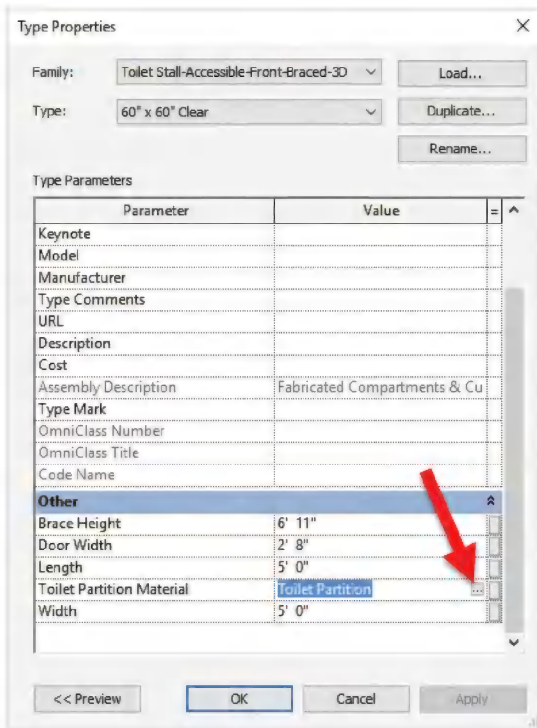 Type Properties
Family: Toilet Stall-Accessible-Front-Braced-3D Load...
Type: 60" x 60" Clear Duplicate...
Rename...
Type Parameters
Parameter Value =
Keynote
Model
Manufacturer
Type Comments
URL
Description
Cost
Assembly Description Fabricated Compartments & Cu
Type Mark
OmniClass Number
OmniClass Title
Code Name
Other
Brace Height 6' 11"
Door Width 2' 8"
Length 5' 0"
Toilet Partition Material Toilet Partition ...
Width 5' 0"
<< Preview OK Cancel Apply